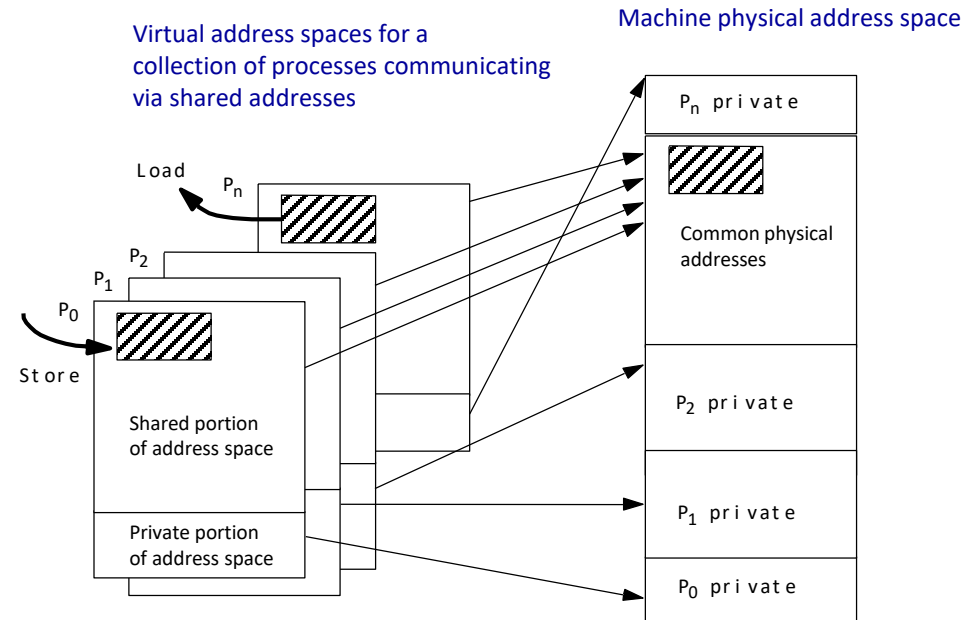 Machine physical address space
Virtual address spaces for a
collection of processes communicating
via shared addresses
Load
Pn
P2
P1
P0
Store
Shared portion
of address space
Private portion
of address space
Pn private
Common physical
addresses
P2 private
P1 private
P0 private